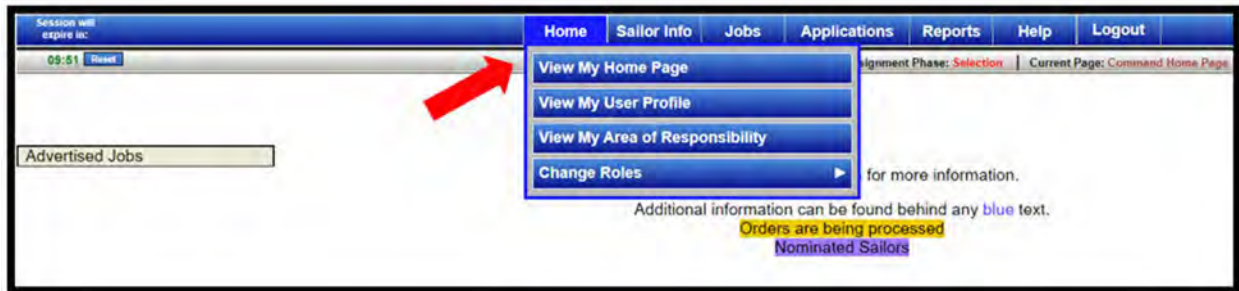 Session will
expire in:
Home Sailor Info Jobs Applications Reports Help Logout
09:51 Reset
signment Phase: Selection | Current Page: Command Home Page
View My Home Page
View My User Profile
View My Area of Responsibility
Change Roles
Advertised Jobs
for more information.
Additional information can be found behind any blue text.
Orders are being processed
Nominated Sailors